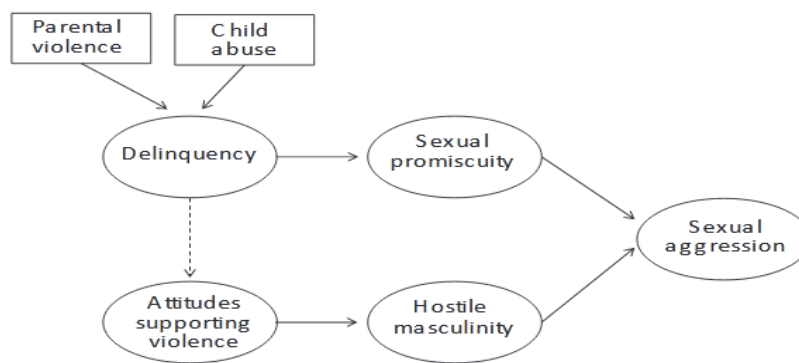 Parental
violence
Child
abuse
Delinquency
Sexual
promiscuity
Sexual
aggression
Attitudes
supporting
violence
Hostile
masculinity